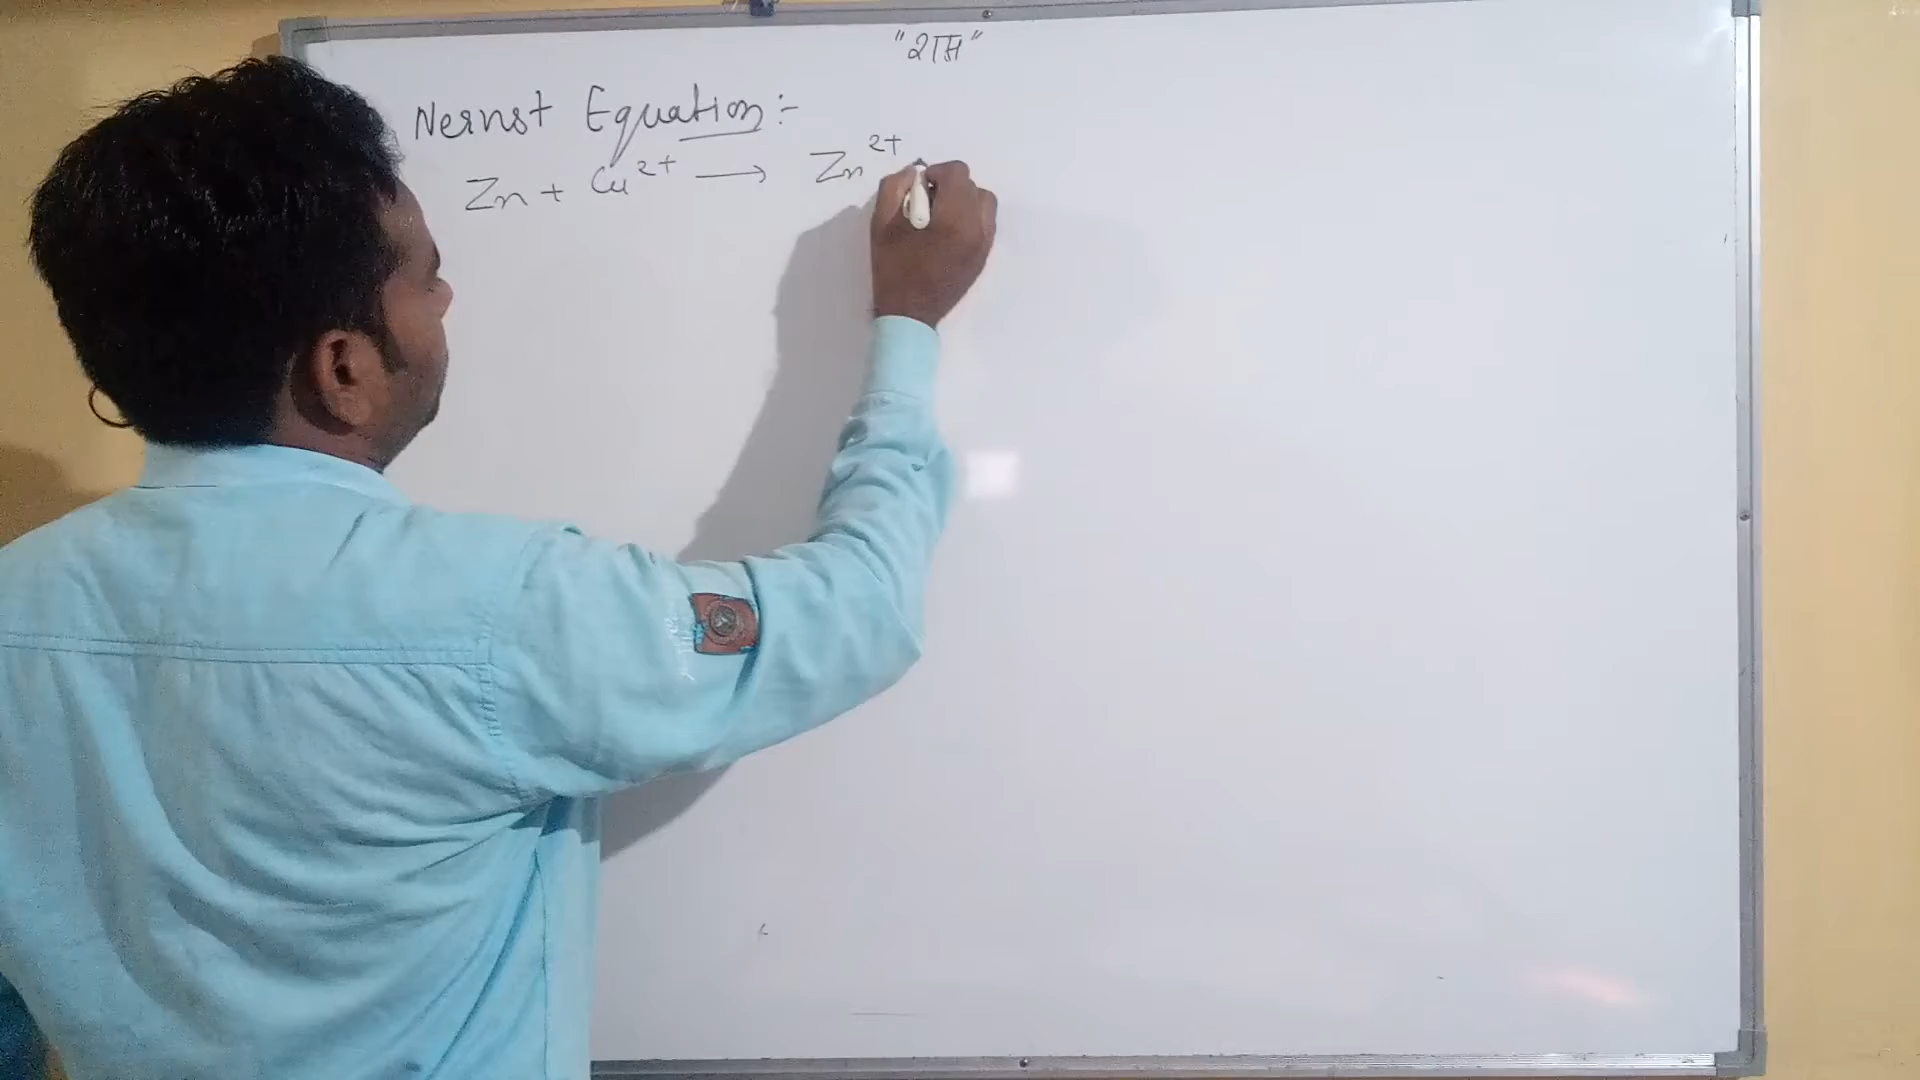 "राम"
Nernst Equation :-
Zn + Cu²⁺ ⟶ Zn²⁺